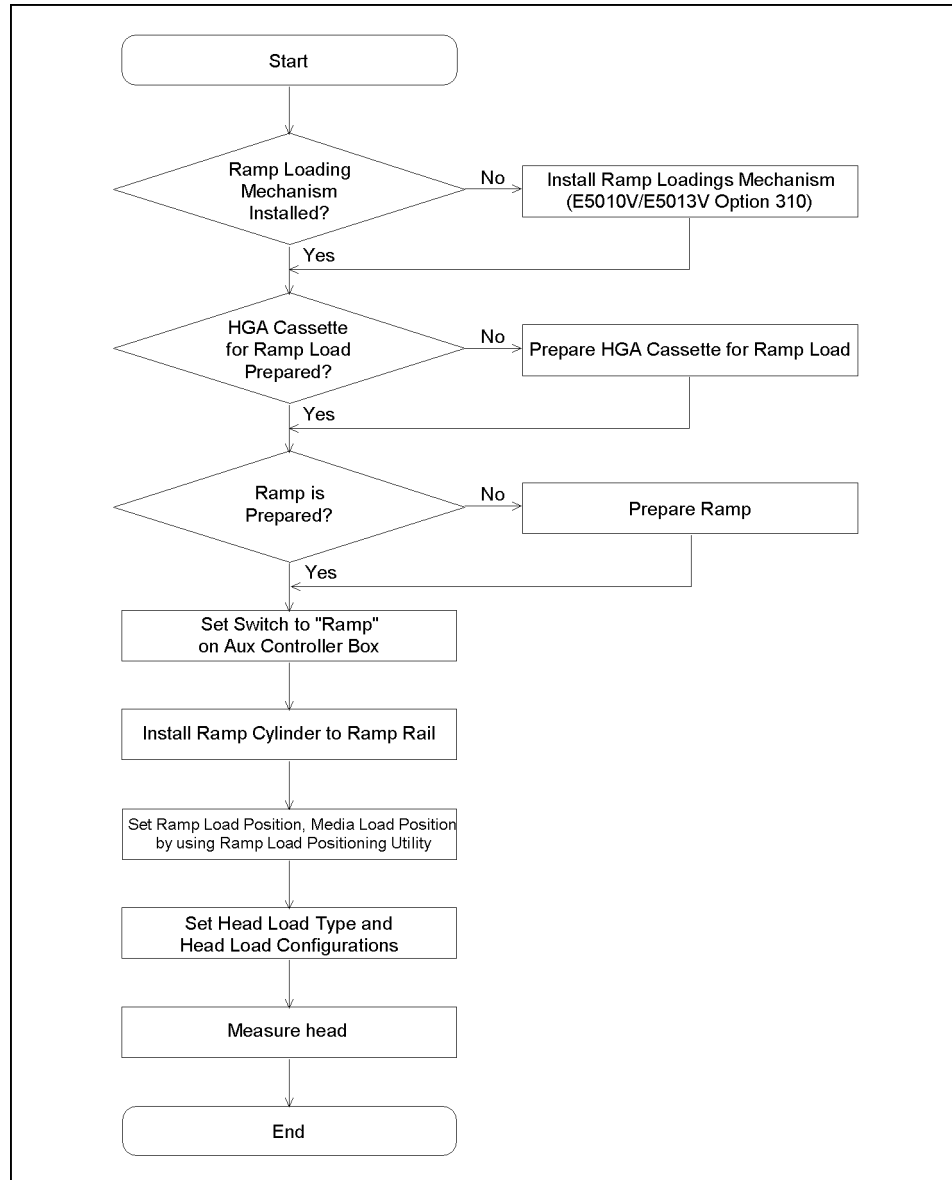 Start
Ramp Loading
Mechanism
Installed?
No
Install Ramp Loadings Mechanism
(E5010V/E5013V Option 310)
Yes
HGA Cassette
for Ramp Load
Prepared?
No
Prepare HGA Cassette for Ramp Load
Yes
Ramp is
Prepared?
No
Prepare Ramp
Yes
Set Switch to "Ramp"
on Aux Controller Box
Install Ramp Cylinder to Ramp Rail
Set Ramp Load Position, Media Load Position
by using Ramp Load Positioning Utility
Set Head Load Type and
Head Load Configurations
Measure head
End